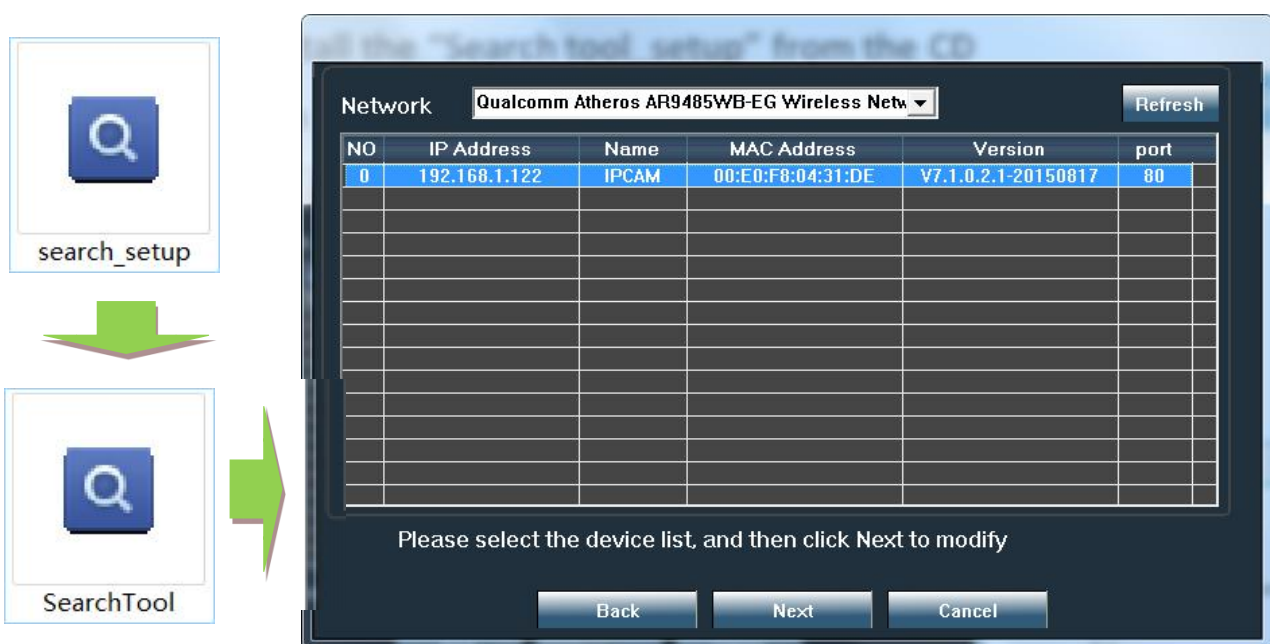 search_setup
SearchTool
all the "Search tool setup" from the CD
Network Qualcomm Atheros AR9485WB-EG Wireless Netw Refresh
NO IP Address Name MAC Address Version port
0 192.168.1.122 IPCAM 00:E0:F8:04:31:DE V7.1.0.2.1-20150817 80
Please select the device list, and then click Next to modify
Back Next Cancel